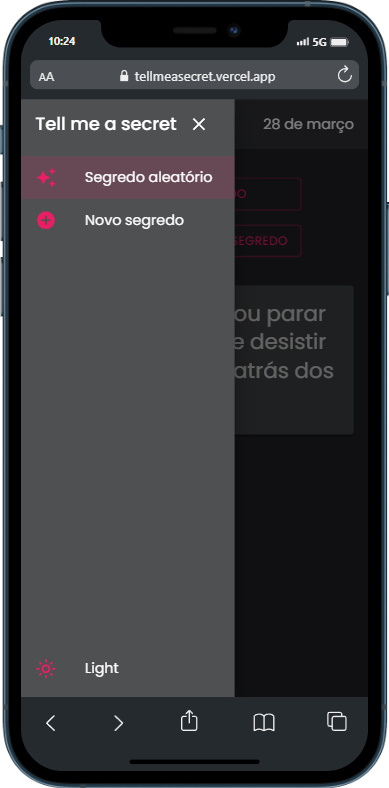 10:24
5G
AA
tellmeasecret.vercel.app
Tell me a secret
28 de março
Segredo aleatório
DO
Novo segredo
SEGREDO
ou parar
e desistir
atrás dos
Light